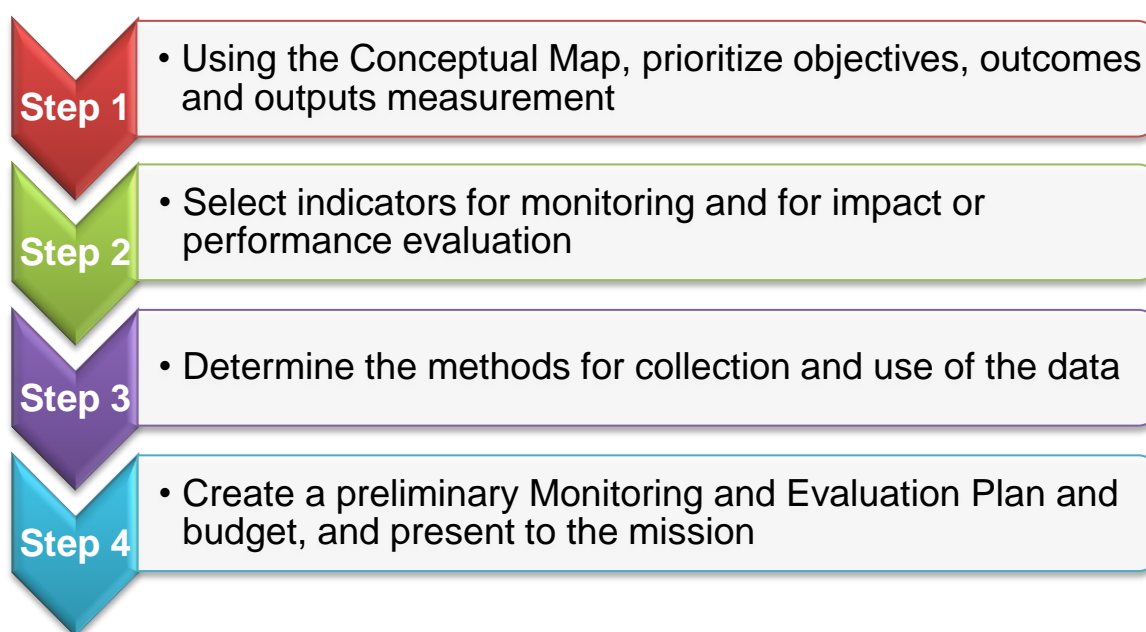 Step 1
• Using the Conceptual Map, prioritize objectives, outcomes
and outputs measurement
Step 2
• Select indicators for monitoring and for impact or
performance evaluation
Step 3
• Determine the methods for collection and use of the data
Step 4
• Create a preliminary Monitoring and Evaluation Plan and
budget, and present to the mission